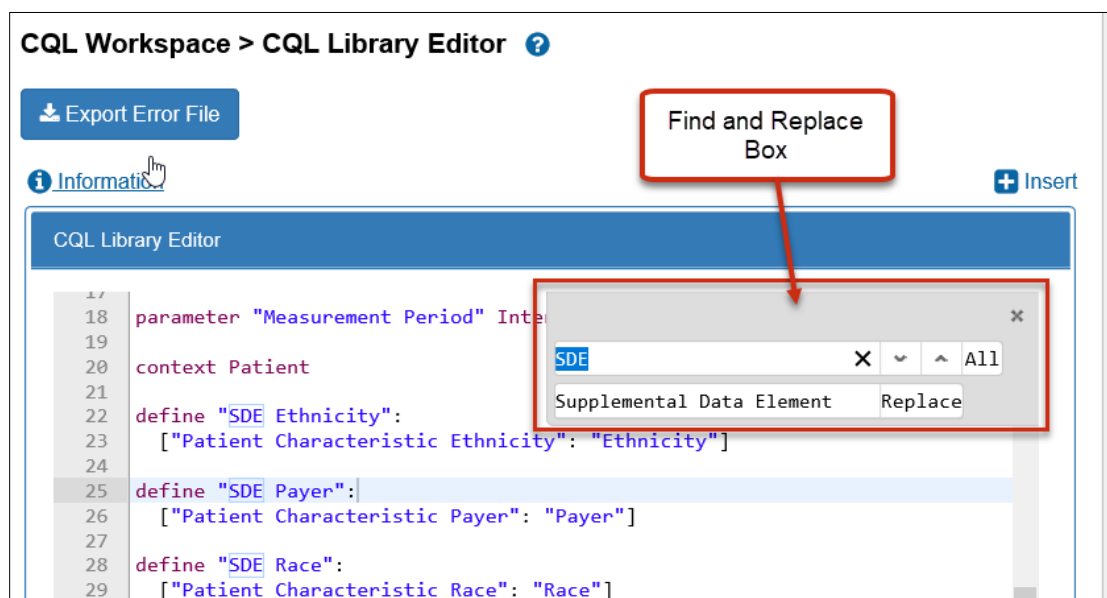 CQL Workspace > CQL Library Editor ?
Export Error File
Find and Replace
Box
Information
Insert
CQL Library Editor
17
18 parameter "Measurement Period" Inte
SDE All
Supplemental Data Element Replace
19
20 context Patient
21
22 define "SDE Ethnicity":
23 ["Patient Characteristic Ethnicity": "Ethnicity"]
24
25 define "SDE Payer":
26 ["Patient Characteristic Payer": "Payer"]
27
28 define "SDE Race":
29 ["Patient Characteristic Race": "Race"]